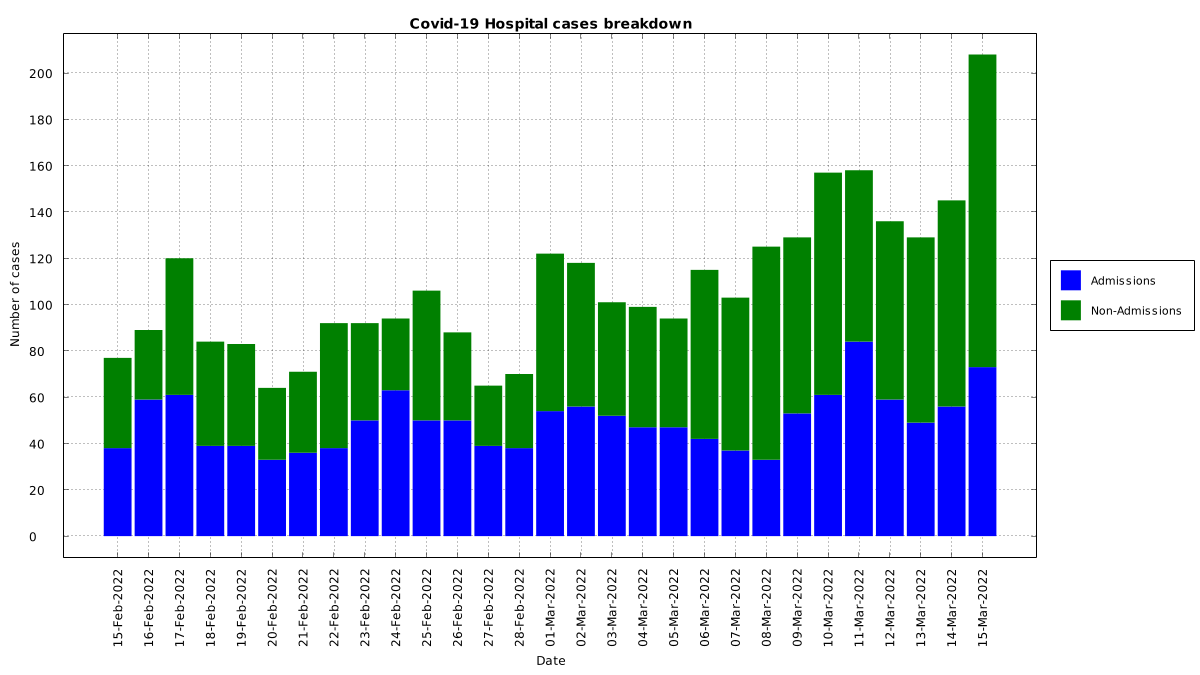 Covid-19 Hospital cases breakdown
Number of cases
200
180
160
140
120
100
80
60
40
20
0
Admissions
Non-Admissions
15-Feb-2022
16-Feb-2022
17-Feb-2022
18-Feb-2022
19-Feb-2022
20-Feb-2022
21-Feb-2022
22-Feb-2022
23-Feb-2022
24-Feb-2022
25-Feb-2022
26-Feb-2022
27-Feb-2022
28-Feb-2022
01-Mar-2022
02-Mar-2022
03-Mar-2022
04-Mar-2022
05-Mar-2022
06-Mar-2022
07-Mar-2022
08-Mar-2022
09-Mar-2022
10-Mar-2022
11-Mar-2022
12-Mar-2022
13-Mar-2022
14-Mar-2022
15-Mar-2022
Date